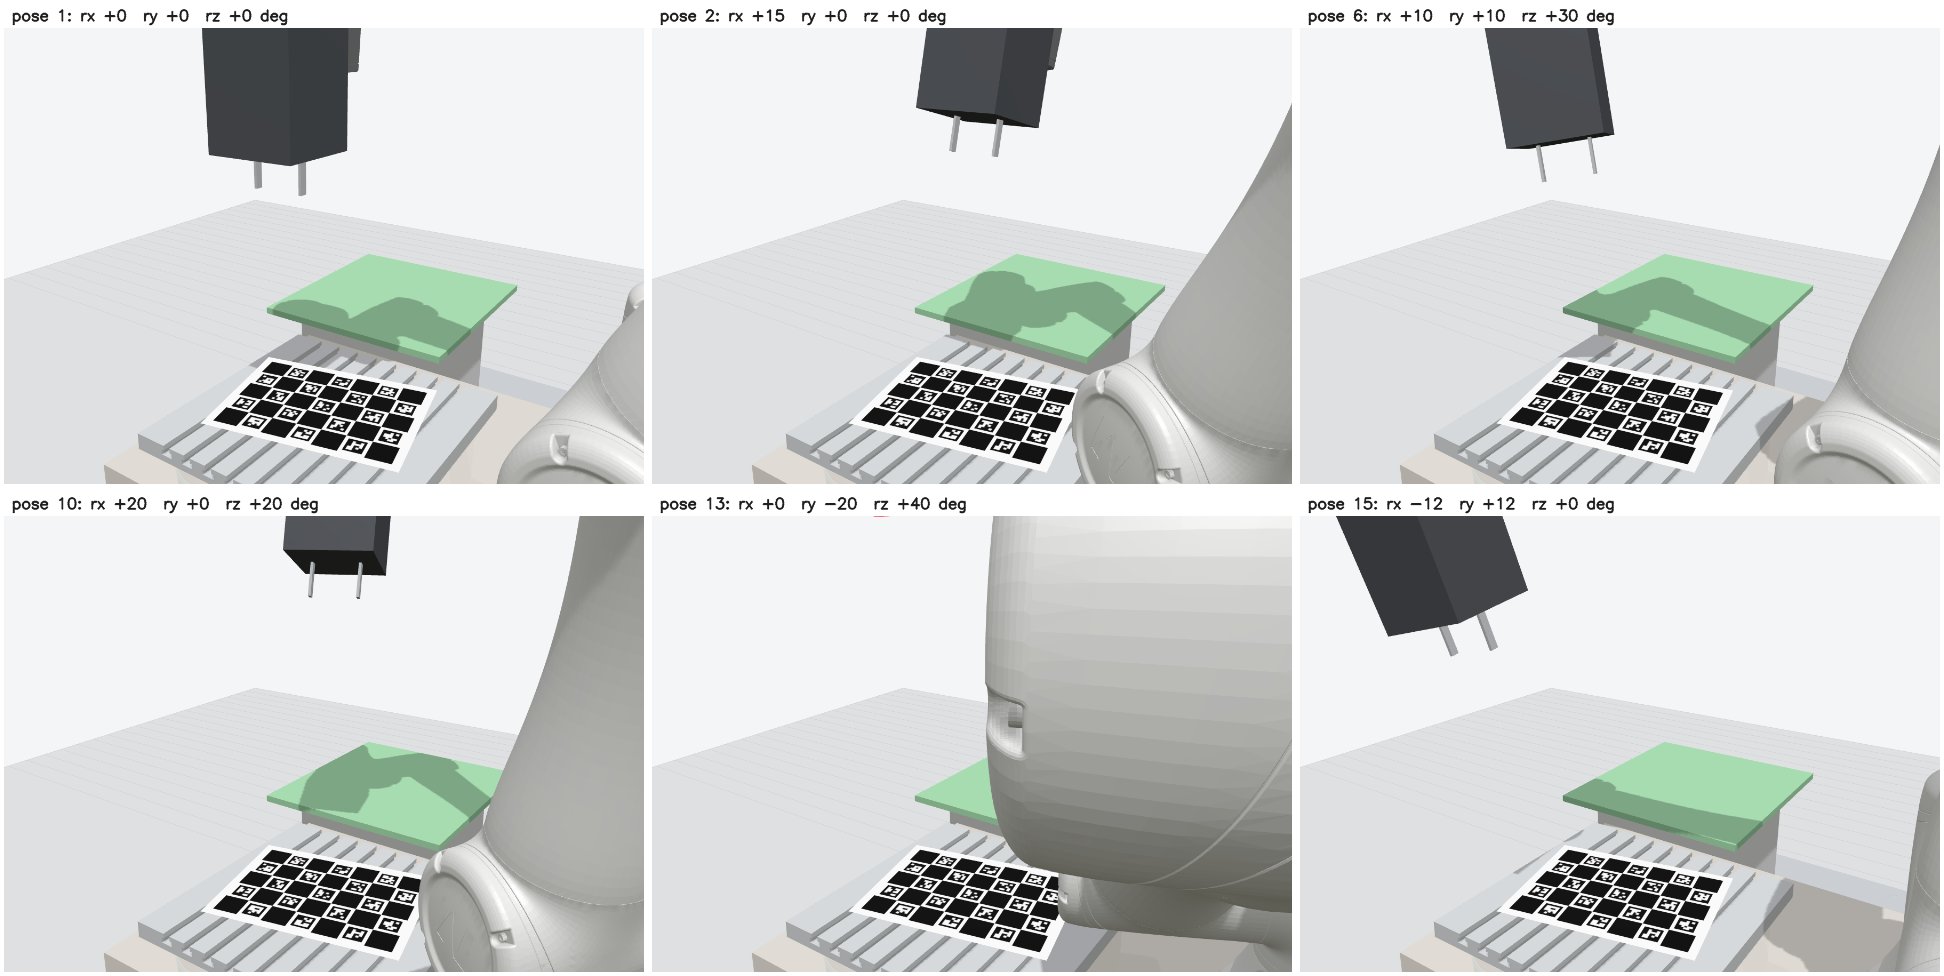 pose 1: rx +0 ry +0 rz +0 deg
pose 2: rx +15 ry +0 rz +0 deg
pose 6: rx +10 ry +10 rz +30 deg
pose 10: rx +20 ry +0 rz +20 deg
pose 13: rx +0 ry −20 rz +40 deg
pose 15: rx −12 ry +12 rz +0 deg